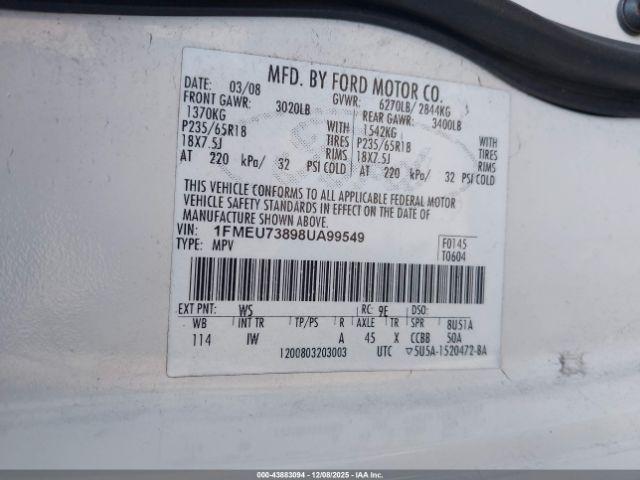 MFD. BY FORD MOTOR CO.
DATE: 03/08 GVWR: 6270LB/ 2844KG
FRONT GAWR: 3020LB REAR GAWR: 3400LB
1370KG WITH 1542KG WITH
P235/65R18 TIRES P235/65R18 TIRES
18X7.5J RIMS 18X7.5J RIMS
AT 220 kPa/ 32 PSI COLD AT 220 kPa/ 32 PSI COLD
THIS VEHICLE CONFORMS TO ALL APPLICABLE FEDERAL MOTOR
VEHICLE SAFETY STANDARDS IN EFFECT ON THE DATE OF
MANUFACTURE SHOWN ABOVE.
VIN: 1FMEU73898UA99549
TYPE: MPV
F0145
T0604
EXT PNT: WS RC: 9E DSO:
WB INT TR TP/PS R AXLE TR SPR 8U51A
114 IW A 45 X CCBB 50A
1200803203003 UTC ▽5U5A-1520472-BA
000-43883094 - 12/08/2025 - IAAI.com